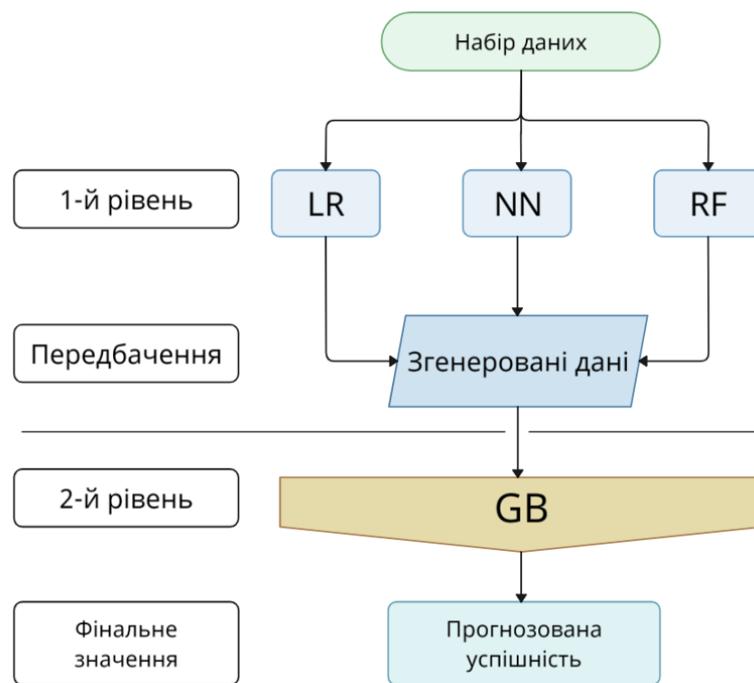 Набір даних
1-й рівень
LR
NN
RF
Передбачення
Згенеровані дані
2-й рівень
GB
Фінальне
значення
Прогнозована
успішність